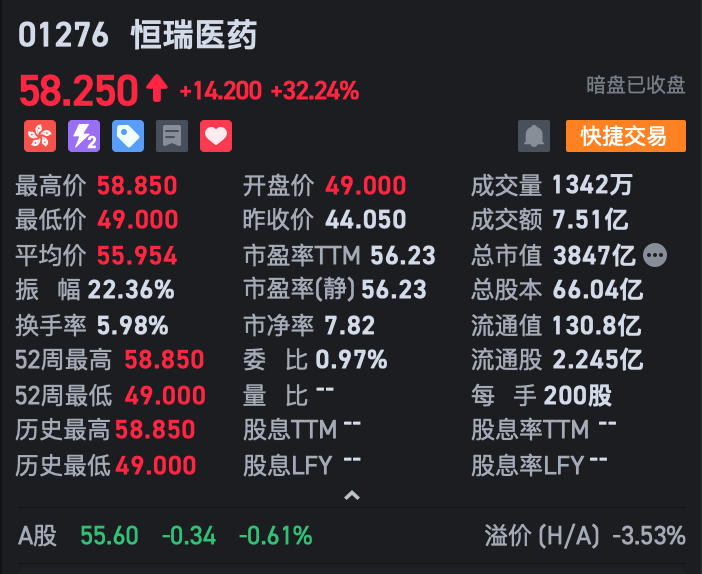 01276 恒瑞医药
58.250 +14.200 +32.24% 暗盘已收盘
2 快捷交易
最高价 58.850 开盘价 49.000 成交量 1342万
最低价 49.000 昨收价 44.050 成交额 7.51亿
平均价 55.954 市盈率TTM 56.23 总市值 3847亿
振 幅 22.36% 市盈率(静) 56.23 总股本 66.04亿
换手率 5.98% 市净率 7.82 流通值 130.8亿
52周最高 58.850 委 比 0.97% 流通股 2.245亿
52周最低 49.000 量 比 -- 每 手 200股
历史最高 58.850 股息TTM -- 股息率TTM --
历史最低 49.000 股息LFY -- 股息率LFY --
A股 55.60 -0.34 -0.61% 溢价 (H/A) -3.53%